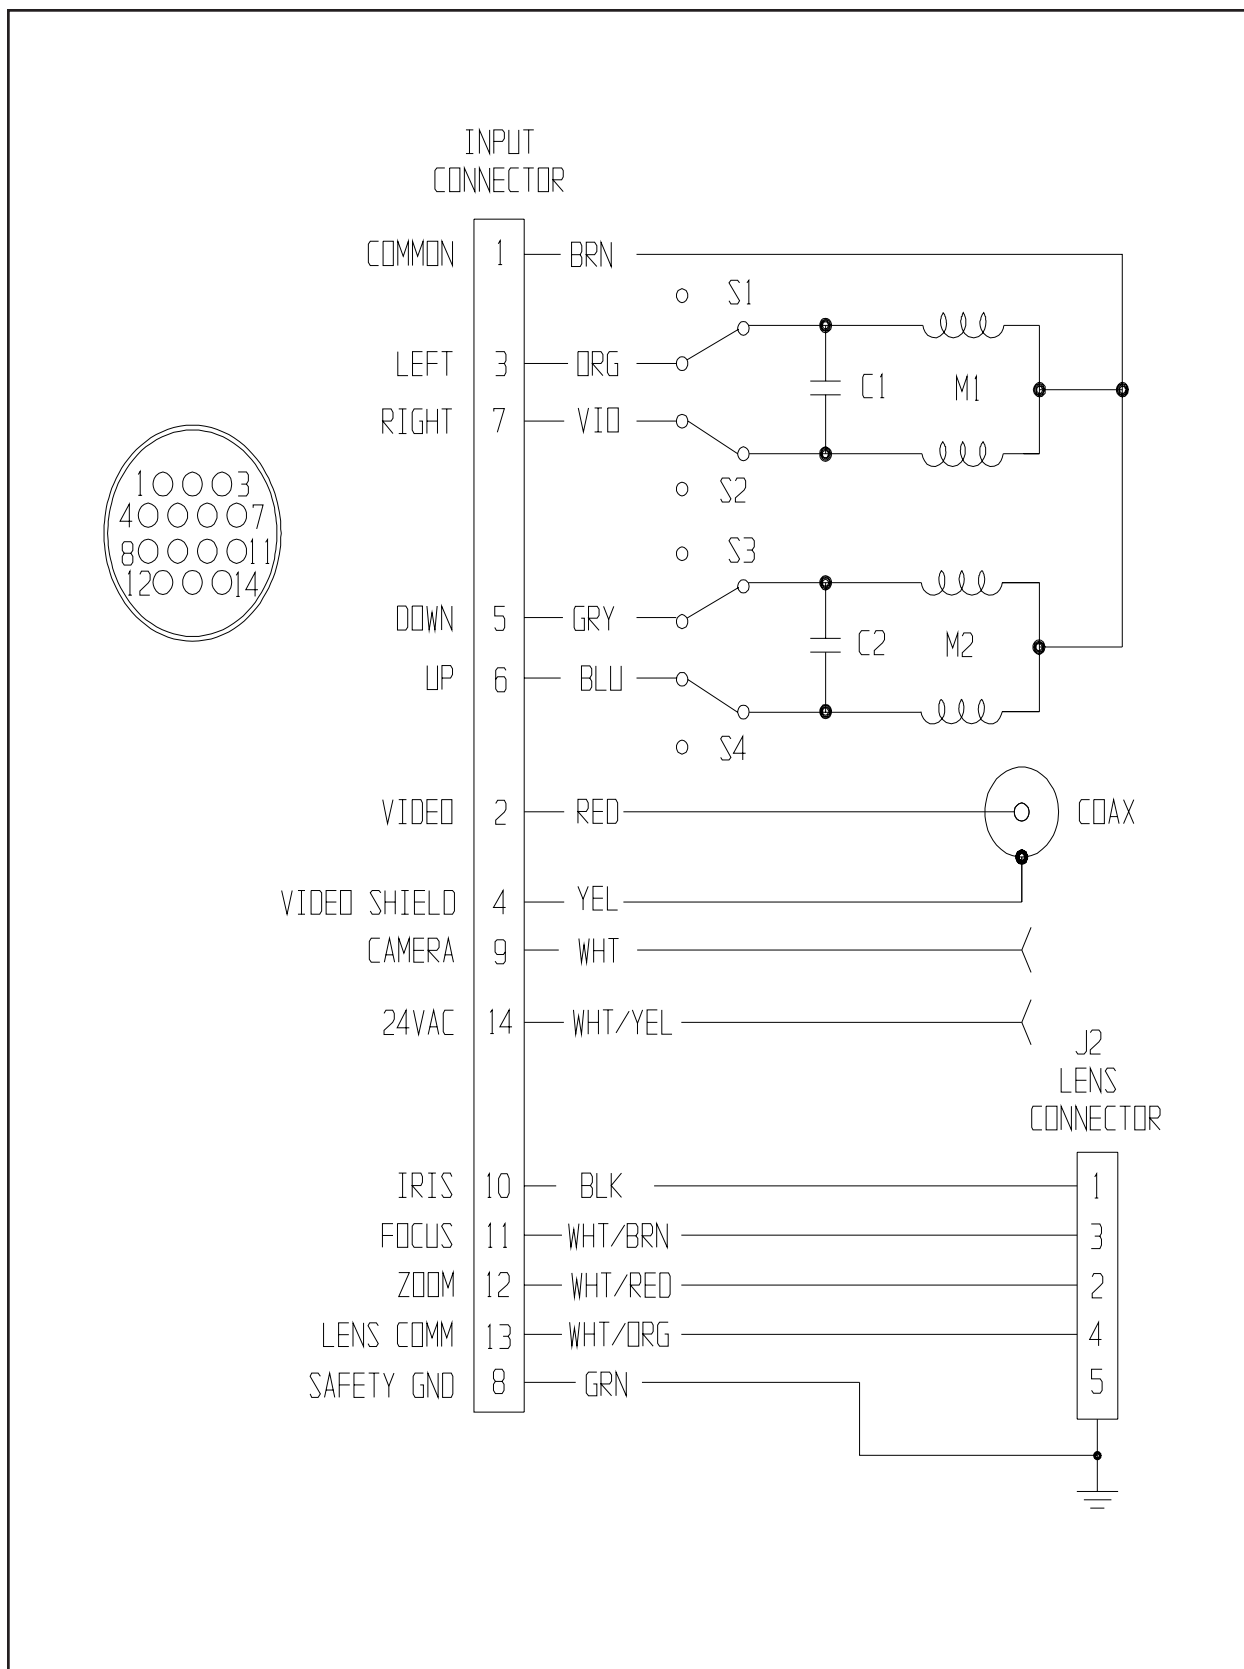 INPUT
CONNECTOR
COMMON 1 BRN
S1
LEFT 3 ORG
C1 M1
RIGHT 7 VIO
S2
1 3
4 7
8 11
12 14
S3
DOWN 5 GRY
C2 M2
UP 6 BLU
S4
VIDEO 2 RED COAX
VIDEO SHIELD 4 YEL
CAMERA 9 WHT
24VAC 14 WHT/YEL
J2
LENS
CONNECTOR
IRIS 10 BLK 1
FOCUS 11 WHT/BRN 3
ZOOM 12 WHT/RED 2
LENS COMM 13 WHT/ORG 4
SAFETY GND 8 GRN 5